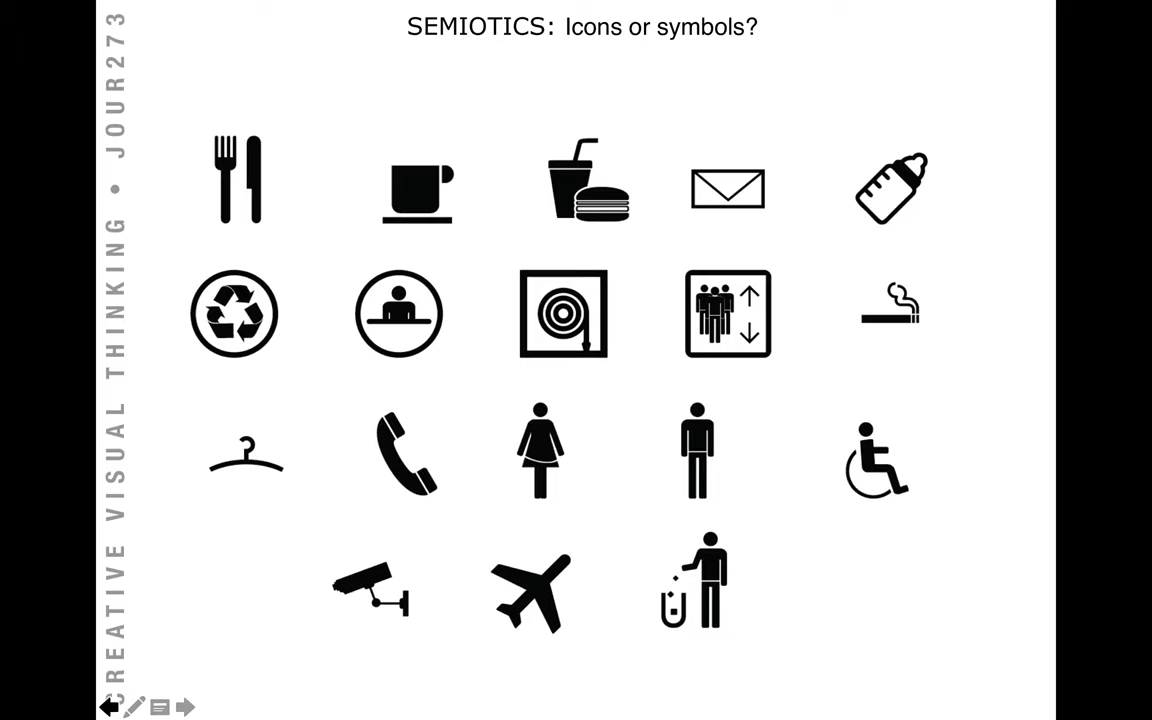 SEMIOTICS: Icons or symbols?
CREATIVE VISUAL THINKING • JOUR273